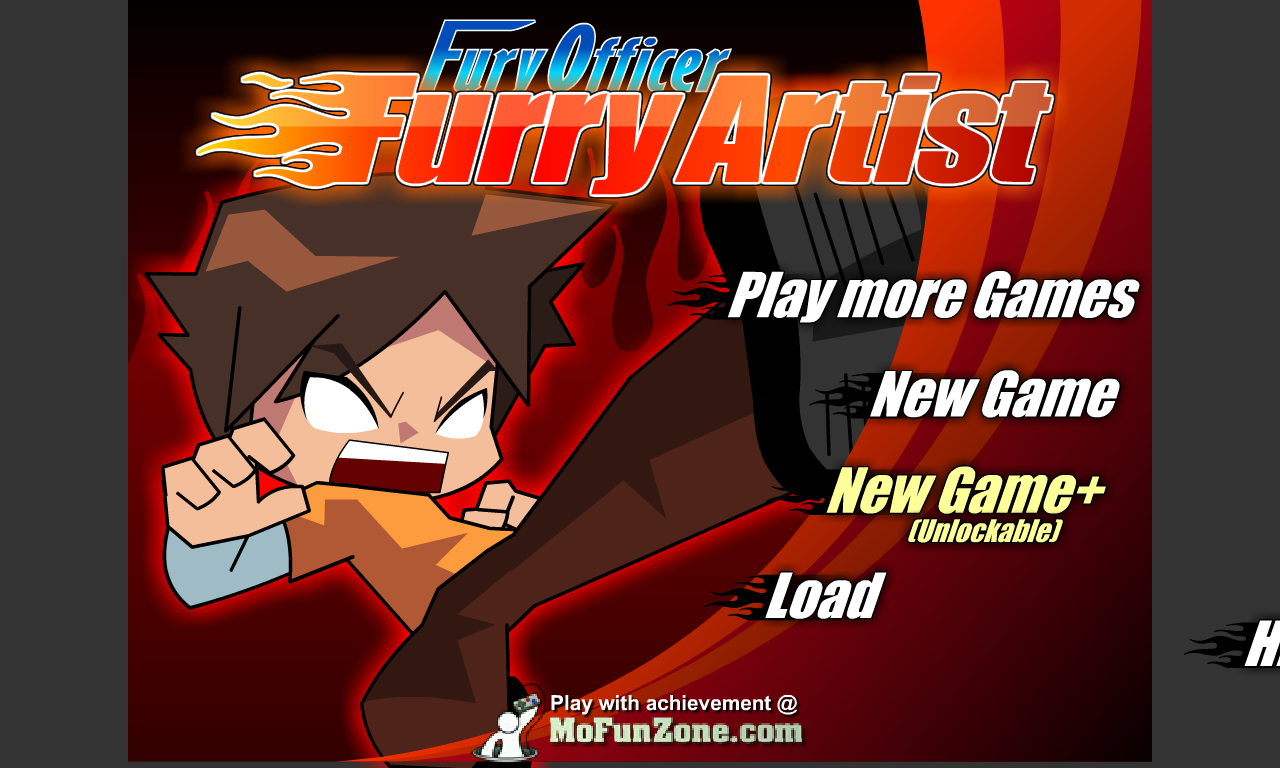 Fury Officer
Furry Artist
Play more Games
New Game
New Game+
(Unlockable)
Load
Play with achievement @
MoFunZone.com